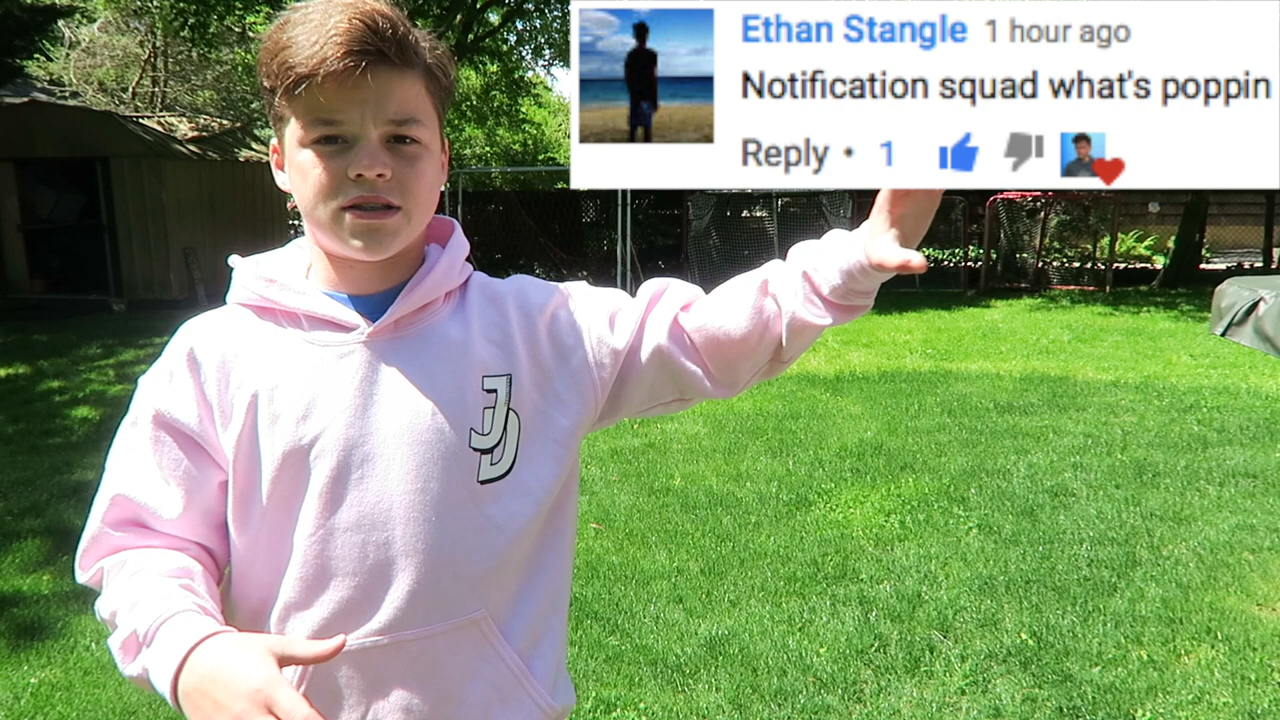 Ethan Stangle 1 hour ago
Notification squad what's poppin
Reply • 1
JD